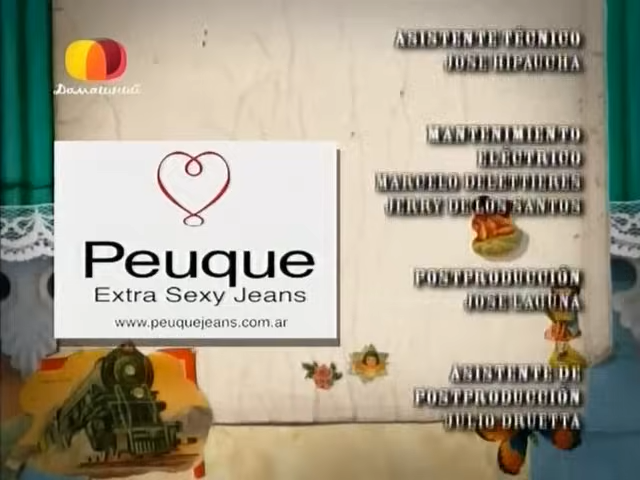 Домашний
Peuque
Extra Sexy Jeans
www.peuquejeans.com.ar
ASISTENTE TÉCNICO
JOSE HIPAUCHA
MANTENIMIENTO
ELÉCTRICO
MARCELO DELETTIERES
JERRY DE LOS SANTOS
POSTPRODUCCIÓN
JOSE LAGUNA
ASISTENTE DE
POSTPRODUCCIÓN
JULIO DRUETTA